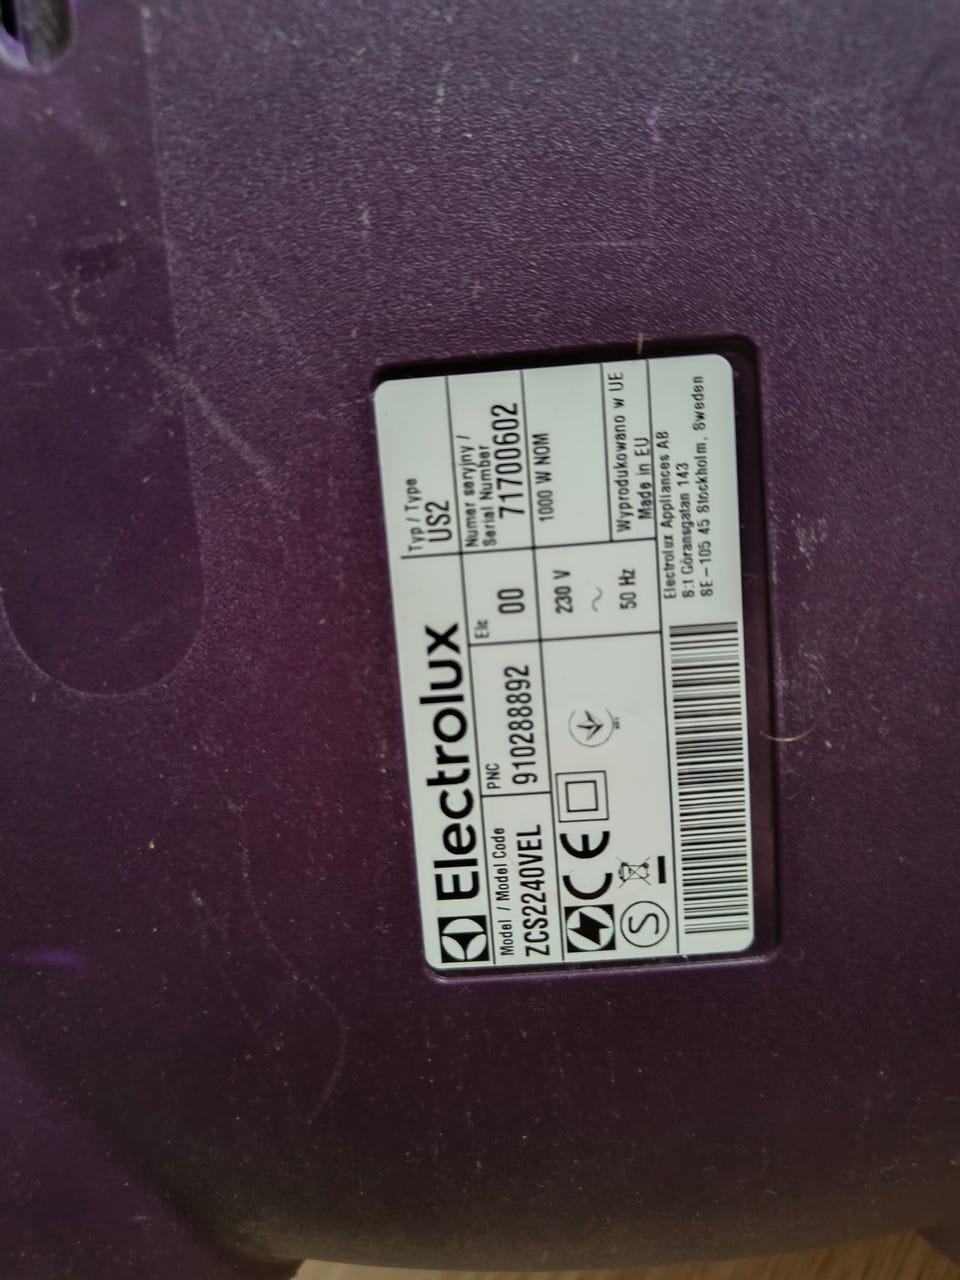 Electrolux
Typ / Type
US2
Model / Model Code
ZCS2240VEL
PNC
910288892
Elc
00
Numer seryjny /
Serial Number
71700602
230 V
~
50 Hz
1000 W NOM
Wyprodukowano w UE
Made in EU
CE
S
Electrolux Appliances AB
S:t Göransgatan 143
SE-105 45 Stockholm, Sweden